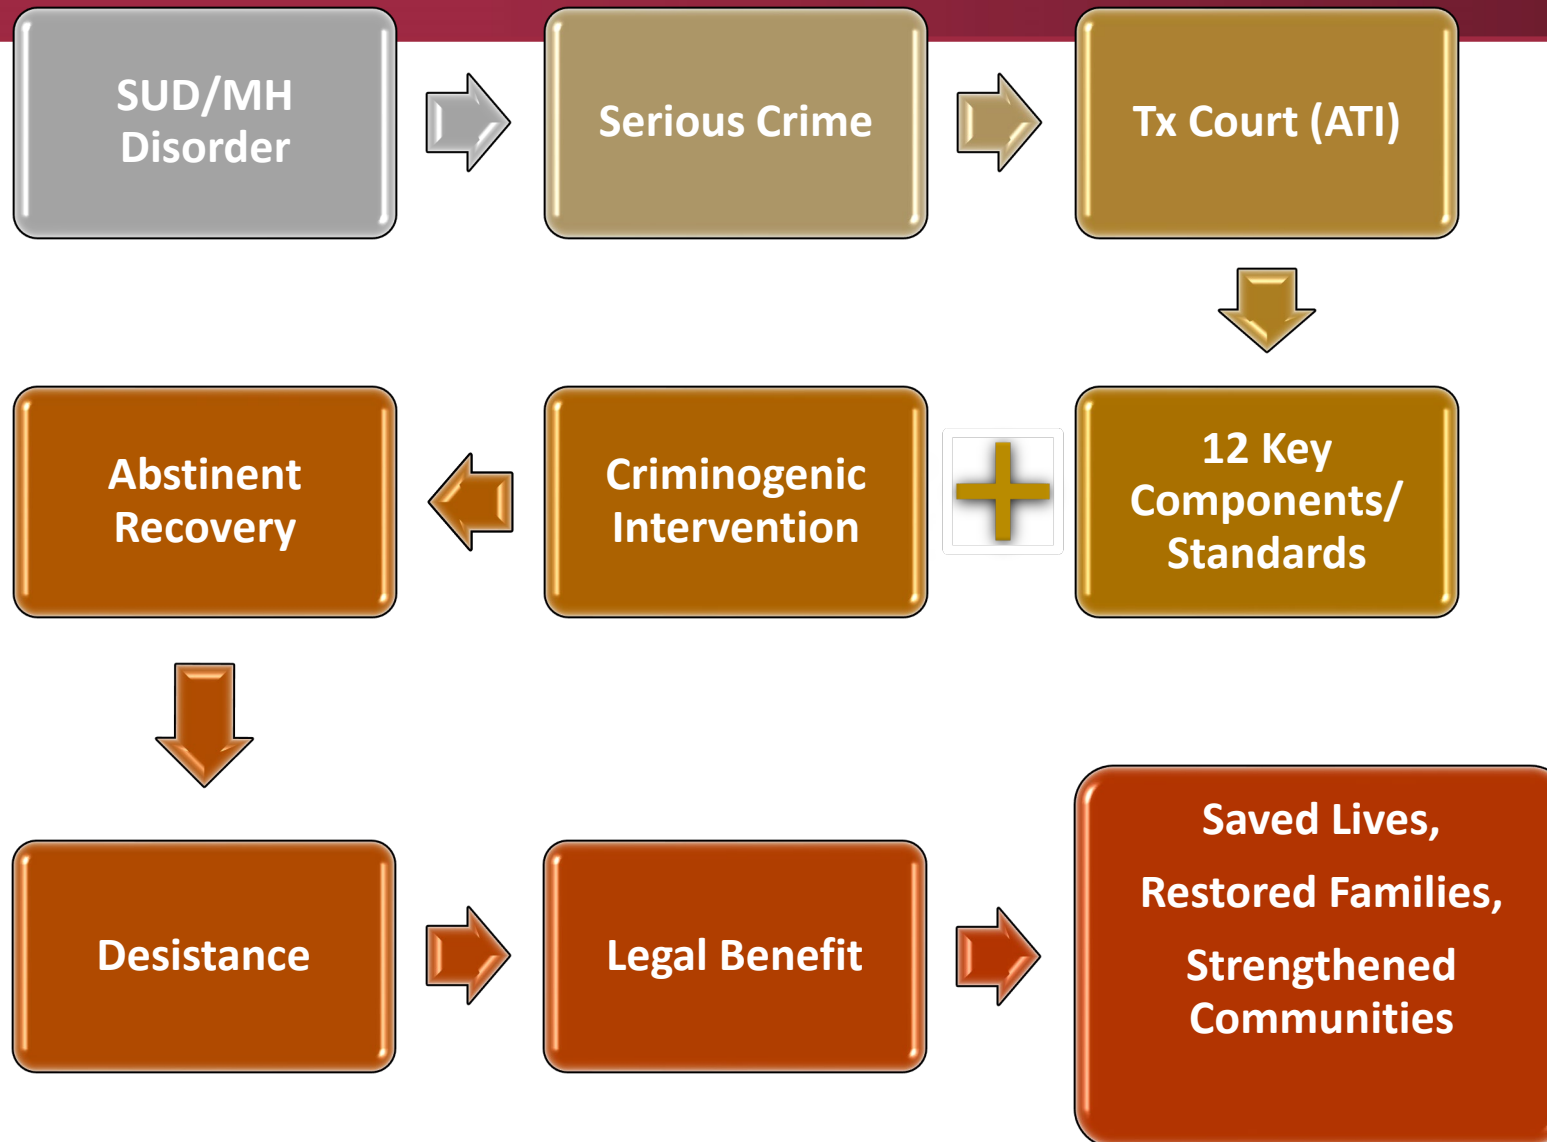 SUD/MH
Disorder
Serious Crime
Tx Court (ATI)
12 Key
Components/
Standards
Criminogenic
Intervention
Abstinent
Recovery
Desistance
Legal Benefit
Saved Lives,
Restored Families,
Strengthened
Communities